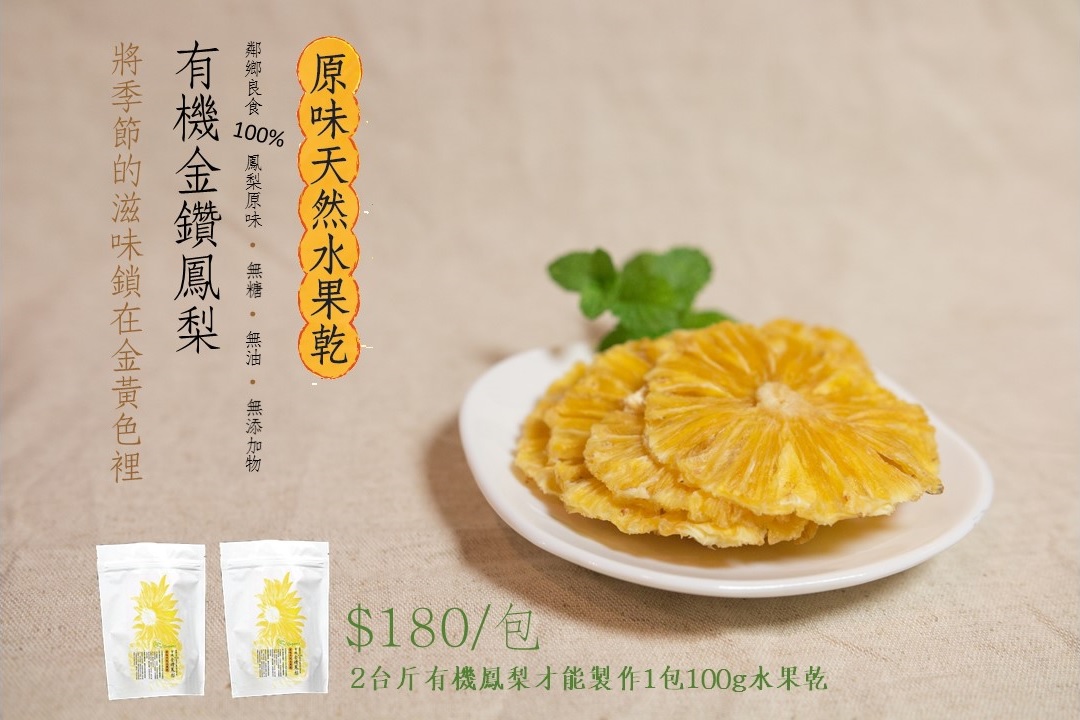 原味天然水果乾
鄰鄉良食100%鳳梨原味・無糖・無油・無添加物
有機金鑽鳳梨
將季節的滋味鎖在金黃色裡
$180/包
2台斤有機鳳梨才能製作1包100g水果乾